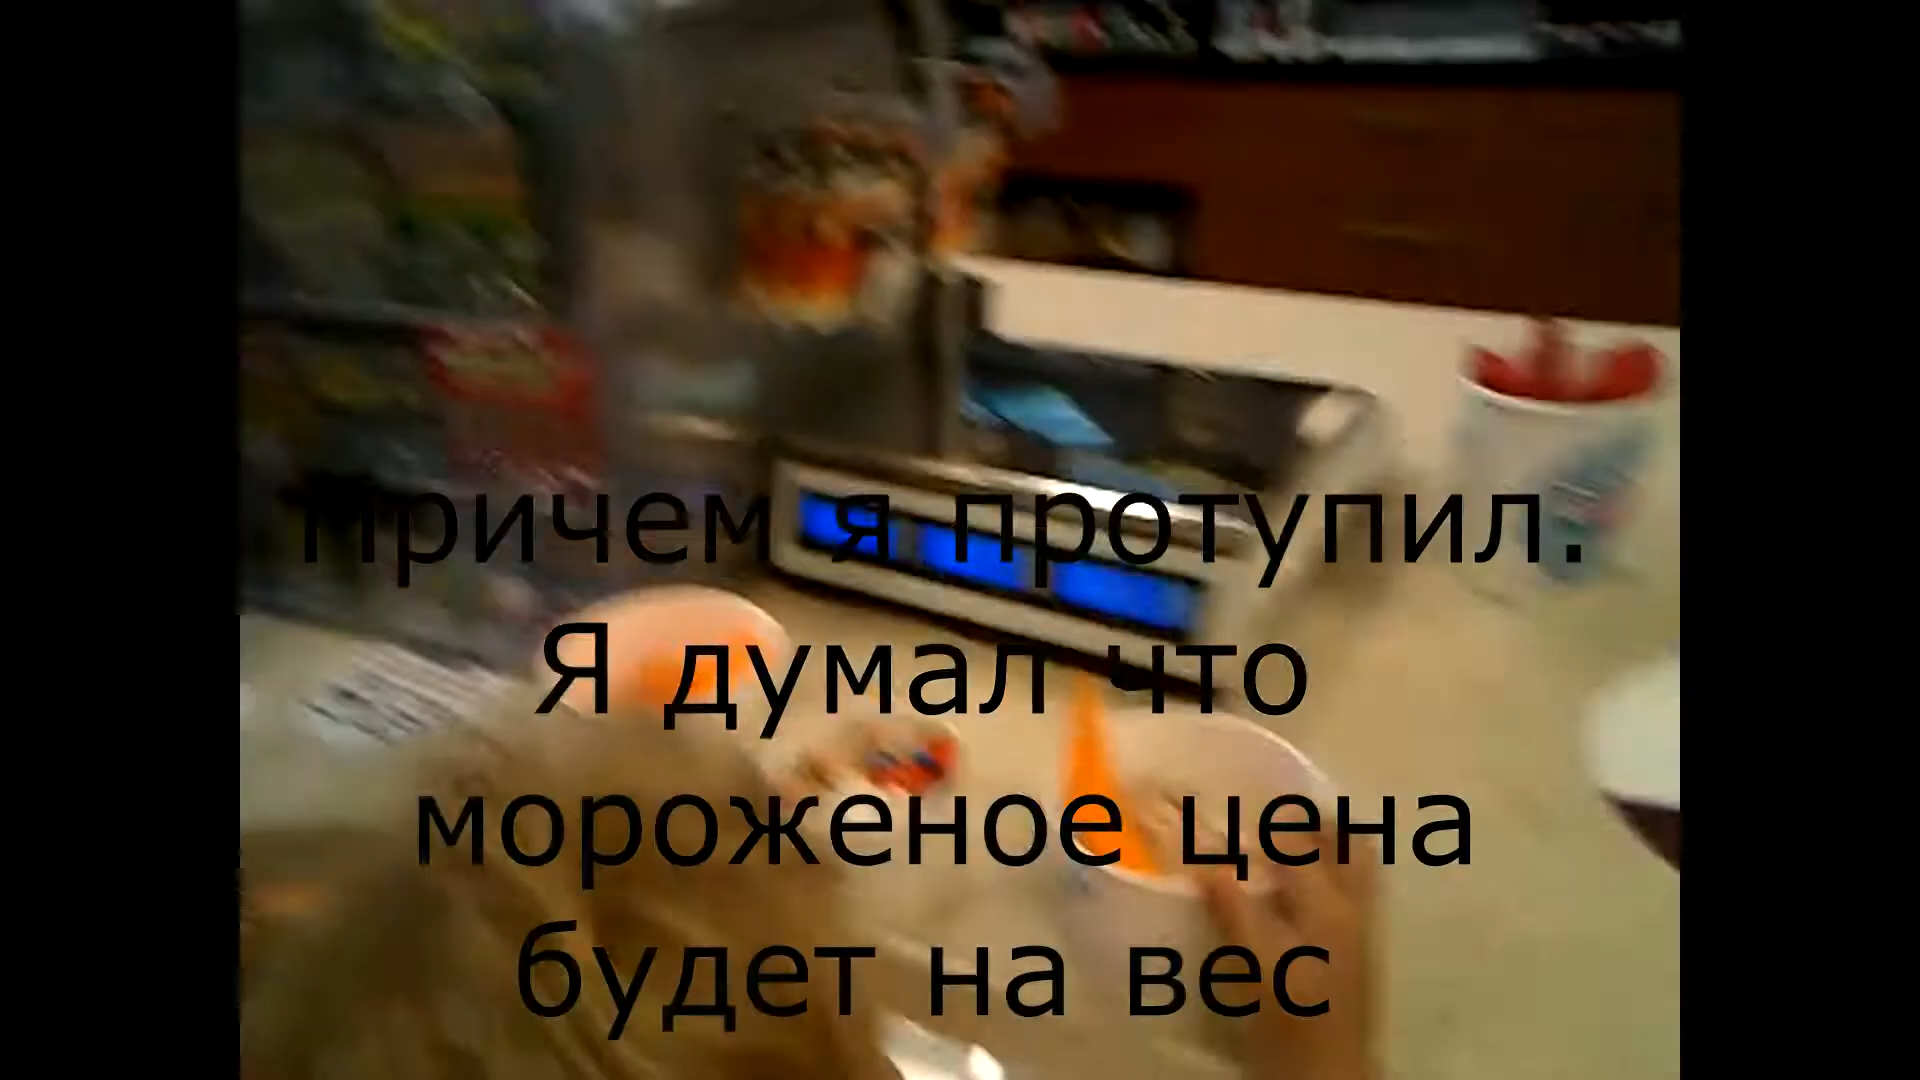 Причем я протупил.
Я думал что
мороженое цена
будет на вес